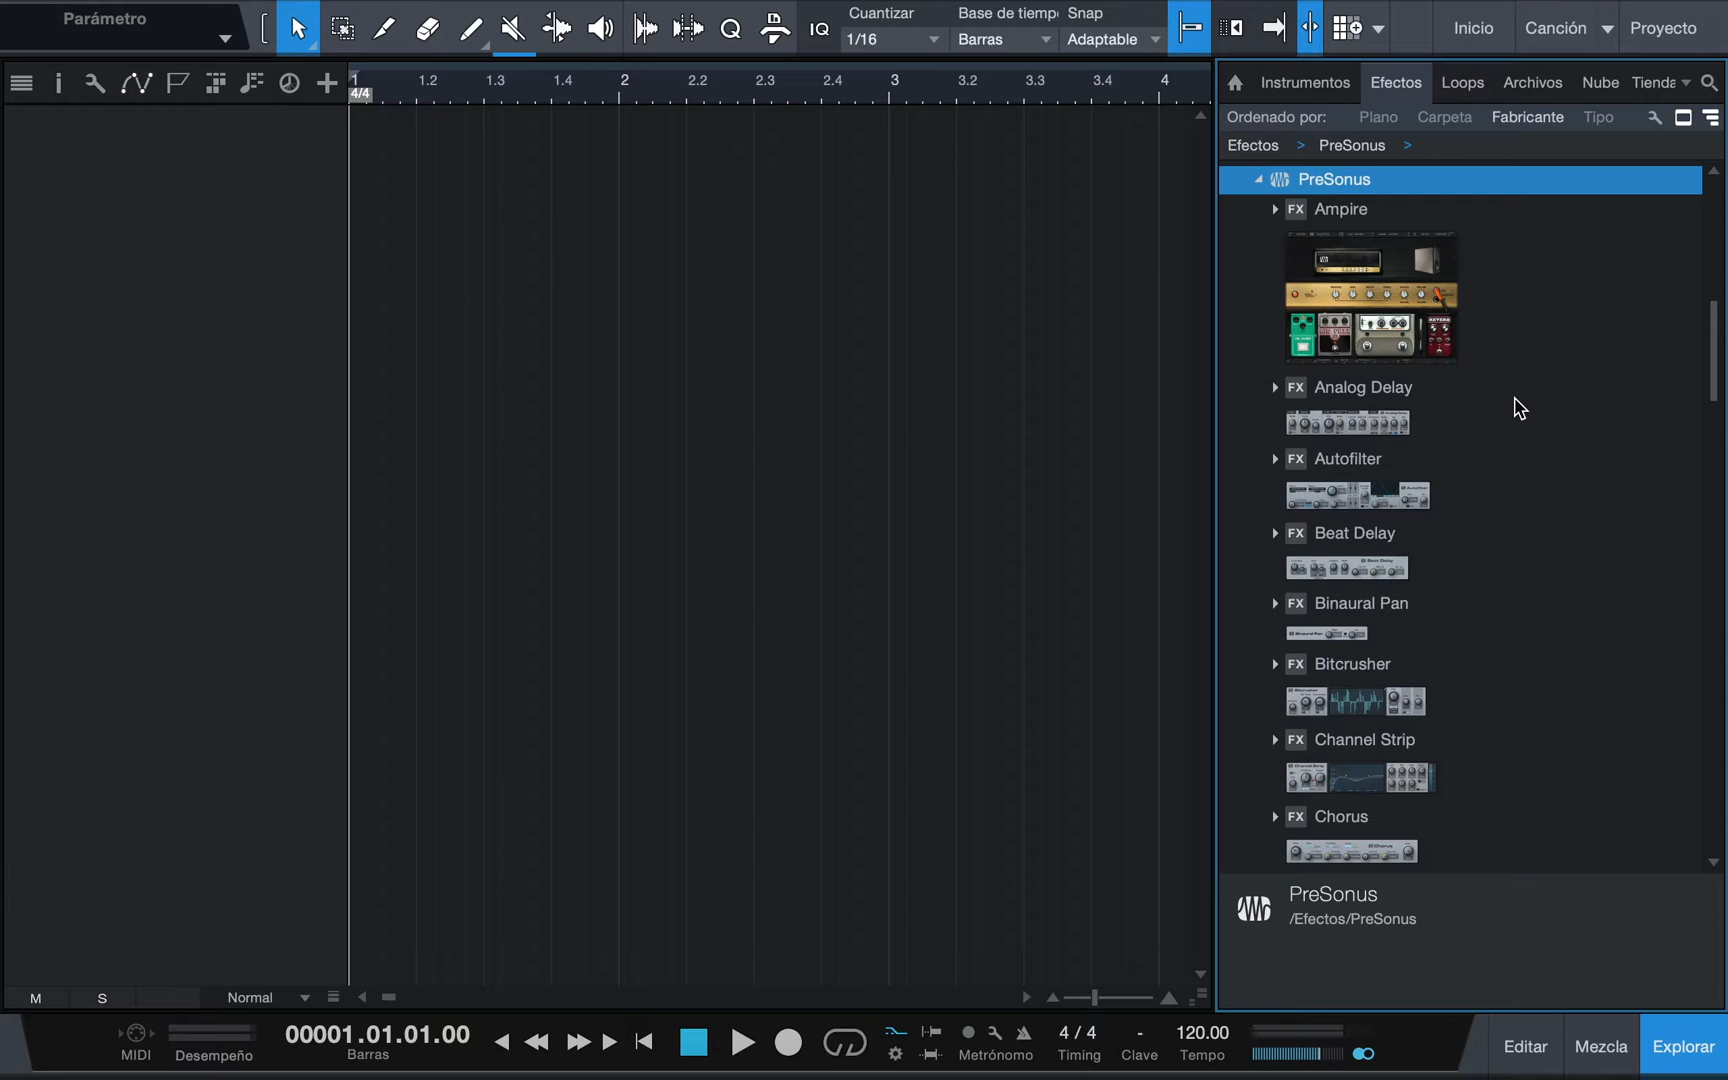 Parámetro
IQ
Cuantizar
1/16
Base de tiempo
Barras
Snap
Adaptable
Inicio
Canción
Proyecto
1 1.2 1.3 1.4 2 2.2 2.3 2.4 3 3.2 3.3 3.4 4
4/4
Instrumentos Efectos Loops Archivos Nube Tienda
Ordenado por: Plano Carpeta Fabricante Tipo
Efectos > PreSonus >
PreSonus
FX Ampire
FX Analog Delay
FX Autofilter
FX Beat Delay
FX Binaural Pan
FX Bitcrusher
FX Channel Strip
FX Chorus
PreSonus
/Efectos/PreSonus
M S Normal
MIDI
Desempeño
00001.01.01.00
Barras
Metrónomo
4 / 4
Timing
-
Clave
120.00
Tempo
Editar
Mezcla
Explorar